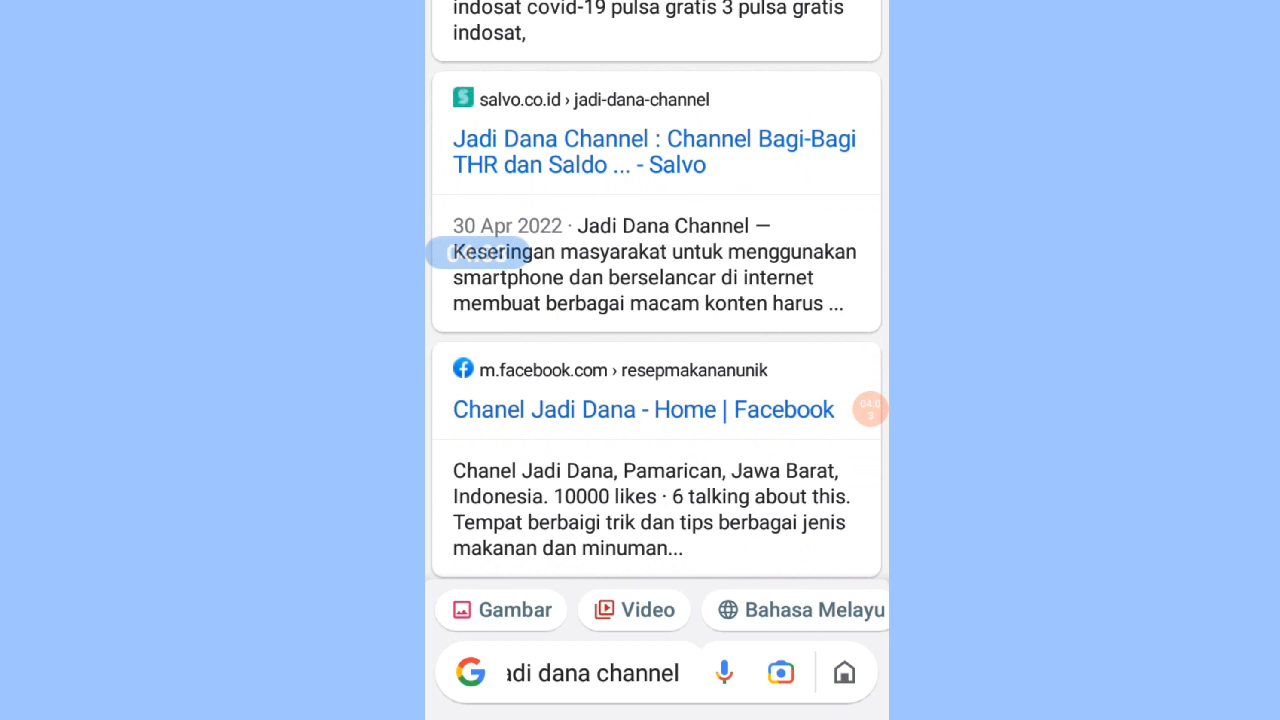 indosat covid-19 pulsa gratis 3 pulsa gratis
indosat,
salvo.co.id › jadi-dana-channel
Jadi Dana Channel : Channel Bagi-Bagi
THR dan Saldo ... - Salvo
30 Apr 2022 · Jadi Dana Channel —
Keseringan masyarakat untuk menggunakan
smartphone dan berselancar di internet
membuat berbagai macam konten harus ...
m.facebook.com › resepmakananunik
Chanel Jadi Dana - Home | Facebook
04:0
3
Chanel Jadi Dana, Pamarican, Jawa Barat,
Indonesia. 10000 likes · 6 talking about this.
Tempat berbaigi trik dan tips berbagai jenis
makanan dan minuman...
Gambar
Video
Bahasa Melayu
adi dana channel